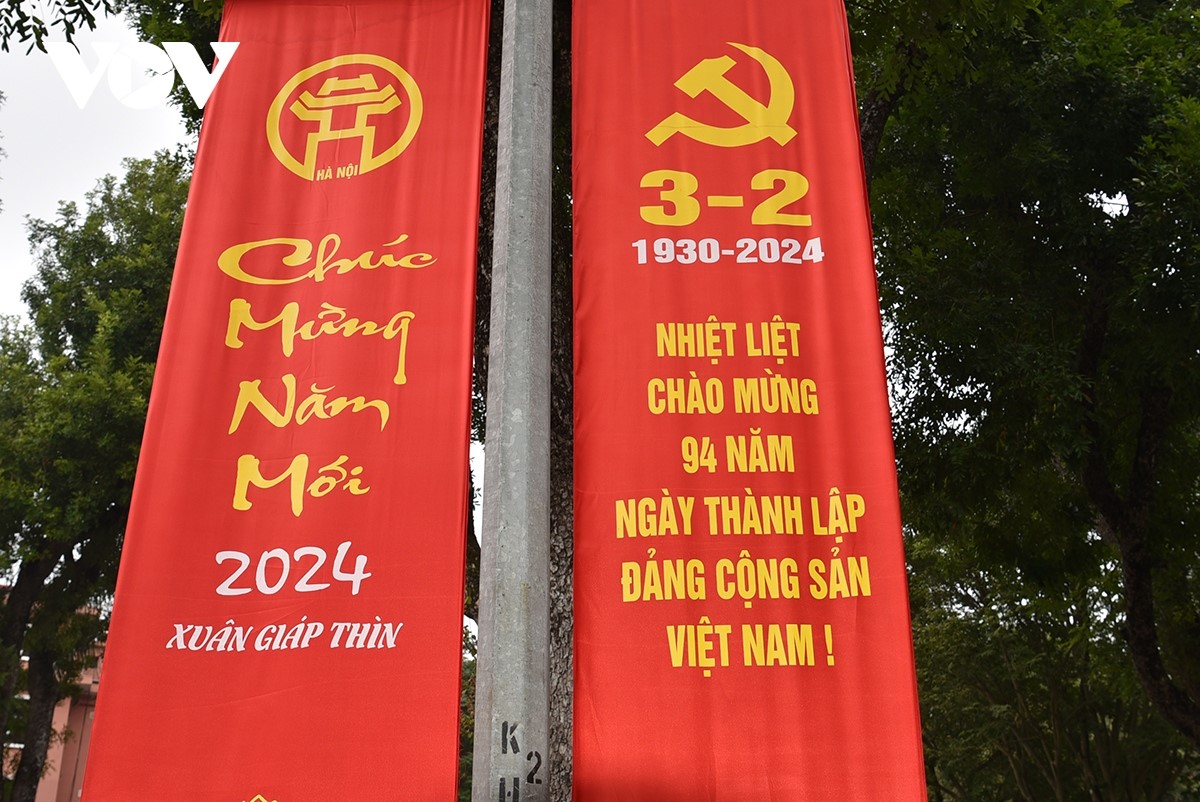 VOV
HÀ NỘI
Chúc
Mừng
Năm
Mới
2024
XUÂN GIÁP THÌN
3-2
1930-2024
NHIỆT LIỆT
CHÀO MỪNG
94 NĂM
NGÀY THÀNH LẬP
ĐẢNG CỘNG SẢN
VIỆT NAM !
K2
H